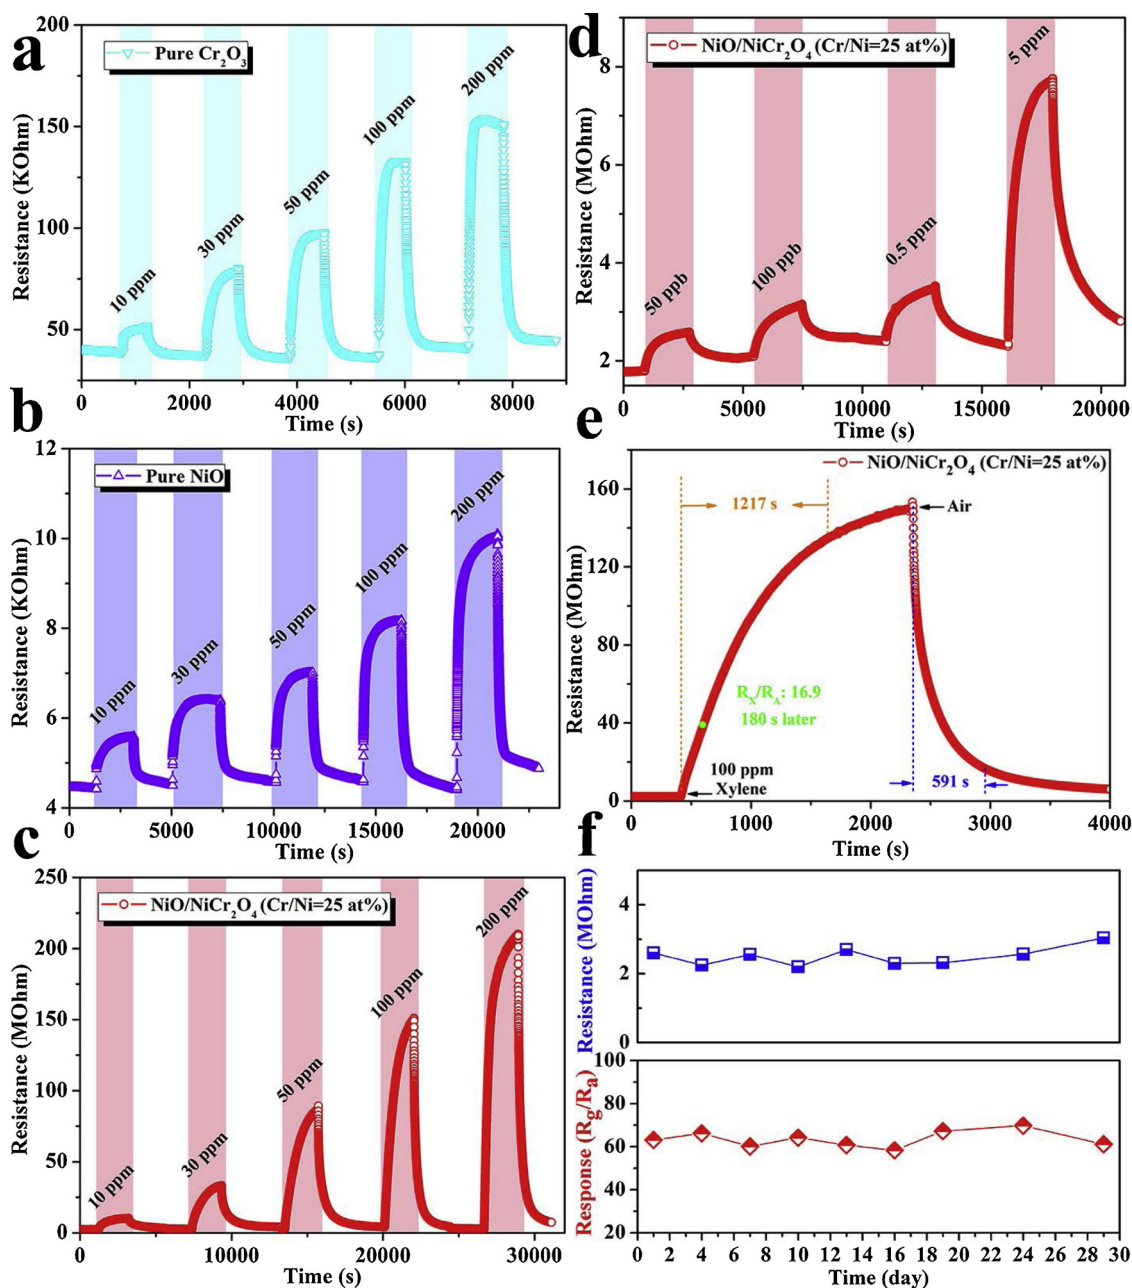 a
Pure Cr₂O₃
10 ppm
30 ppm
50 ppm
100 ppm
200 ppm
200
150
100
50
Resistance (KOhm)
0 2000 4000 6000 8000
Time (s)
b
Pure NiO
10 ppm
30 ppm
50 ppm
100 ppm
200 ppm
12
10
8
6
4
Resistance (KOhm)
0 5000 10000 15000 20000
Time (s)
c
NiO/NiCr₂O₄ (Cr/Ni=25 at%)
10 ppm
30 ppm
50 ppm
100 ppm
200 ppm
250
200
150
100
50
0
Resistance (MOhm)
0 10000 20000 30000
Time (s)
d
NiO/NiCr₂O₄ (Cr/Ni=25 at%)
50 ppb
100 ppb
0.5 ppm
5 ppm
8
6
4
2
Resistance (MOhm)
0 5000 10000 15000 20000
Time (s)
e
NiO/NiCr₂O₄ (Cr/Ni=25 at%)
1217 s
Air
R_X/R_A: 16.9
180 s later
100 ppm
Xylene
591 s
160
120
80
40
0
Resistance (MOhm)
0 1000 2000 3000 4000
Time (s)
f
4
2
0
Resistance (MOhm)
100
80
60
40
20
Response (R_g/R_a)
0 2 4 6 8 10 12 14 16 18 20 22 24 26 28 30
Time (day)